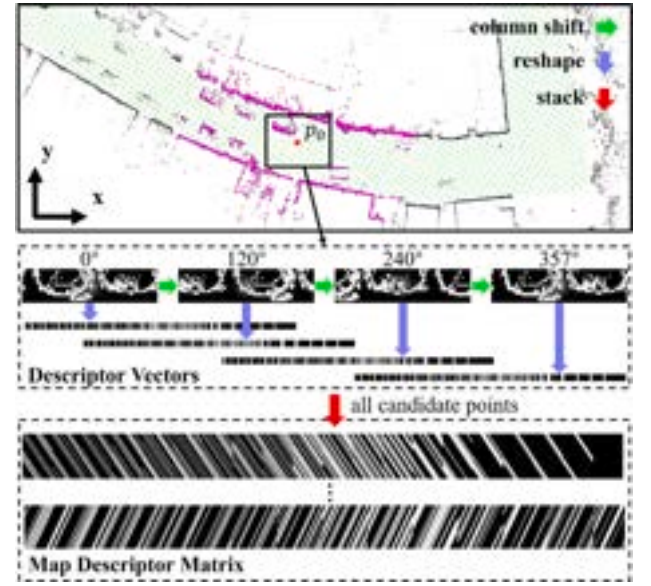 column shift
reshape
stack
p₀
y
x
0° 120° 240° 357°
Descriptor Vectors
all candidate points
Map Descriptor Matrix